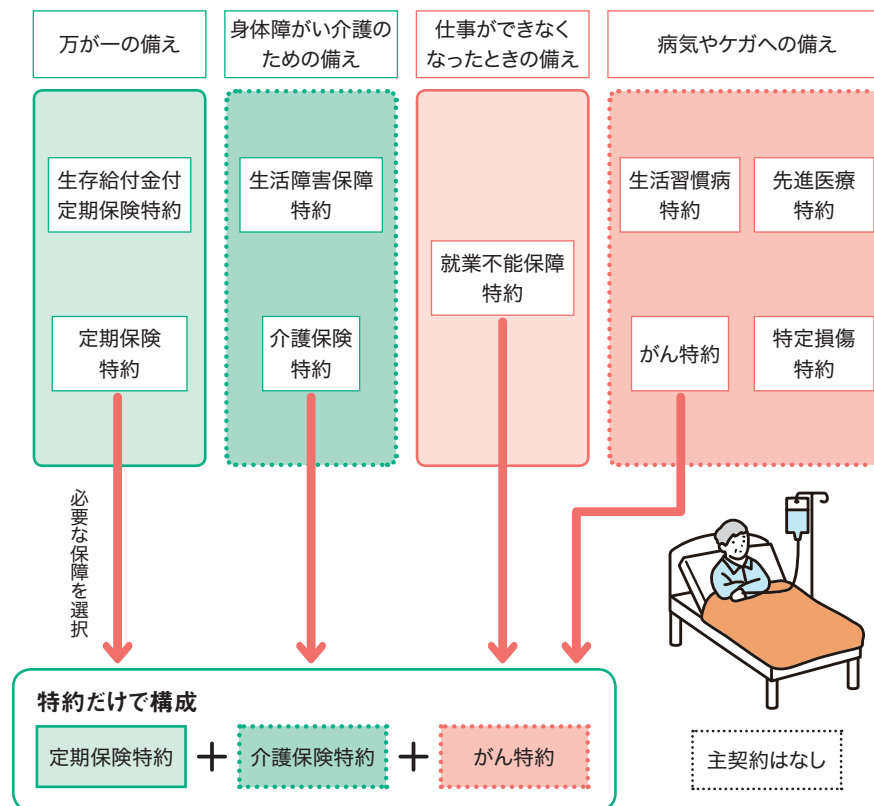 万が一の備え
身体障がい介護の
ための備え
仕事ができなく
なったときの備え
病気やケガへの備え
生存給付金付
定期保険特約
生活障害保障
特約
生活習慣病
特約
先進医療
特約
就業不能保障
特約
定期保険
特約
介護保険
特約
がん特約
特定損傷
特約
必要な保障を選択
特約だけで構成
定期保険特約
+
介護保険特約
+
がん特約
主契約はなし